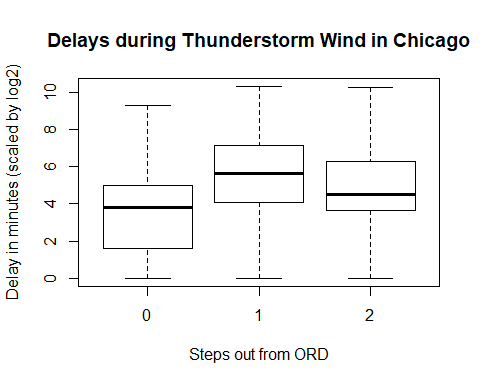 Delays during Thunderstorm Wind in Chicago
Delay in minutes (scaled by log2)
10
8
6
4
2
0
0 1 2
Steps out from ORD